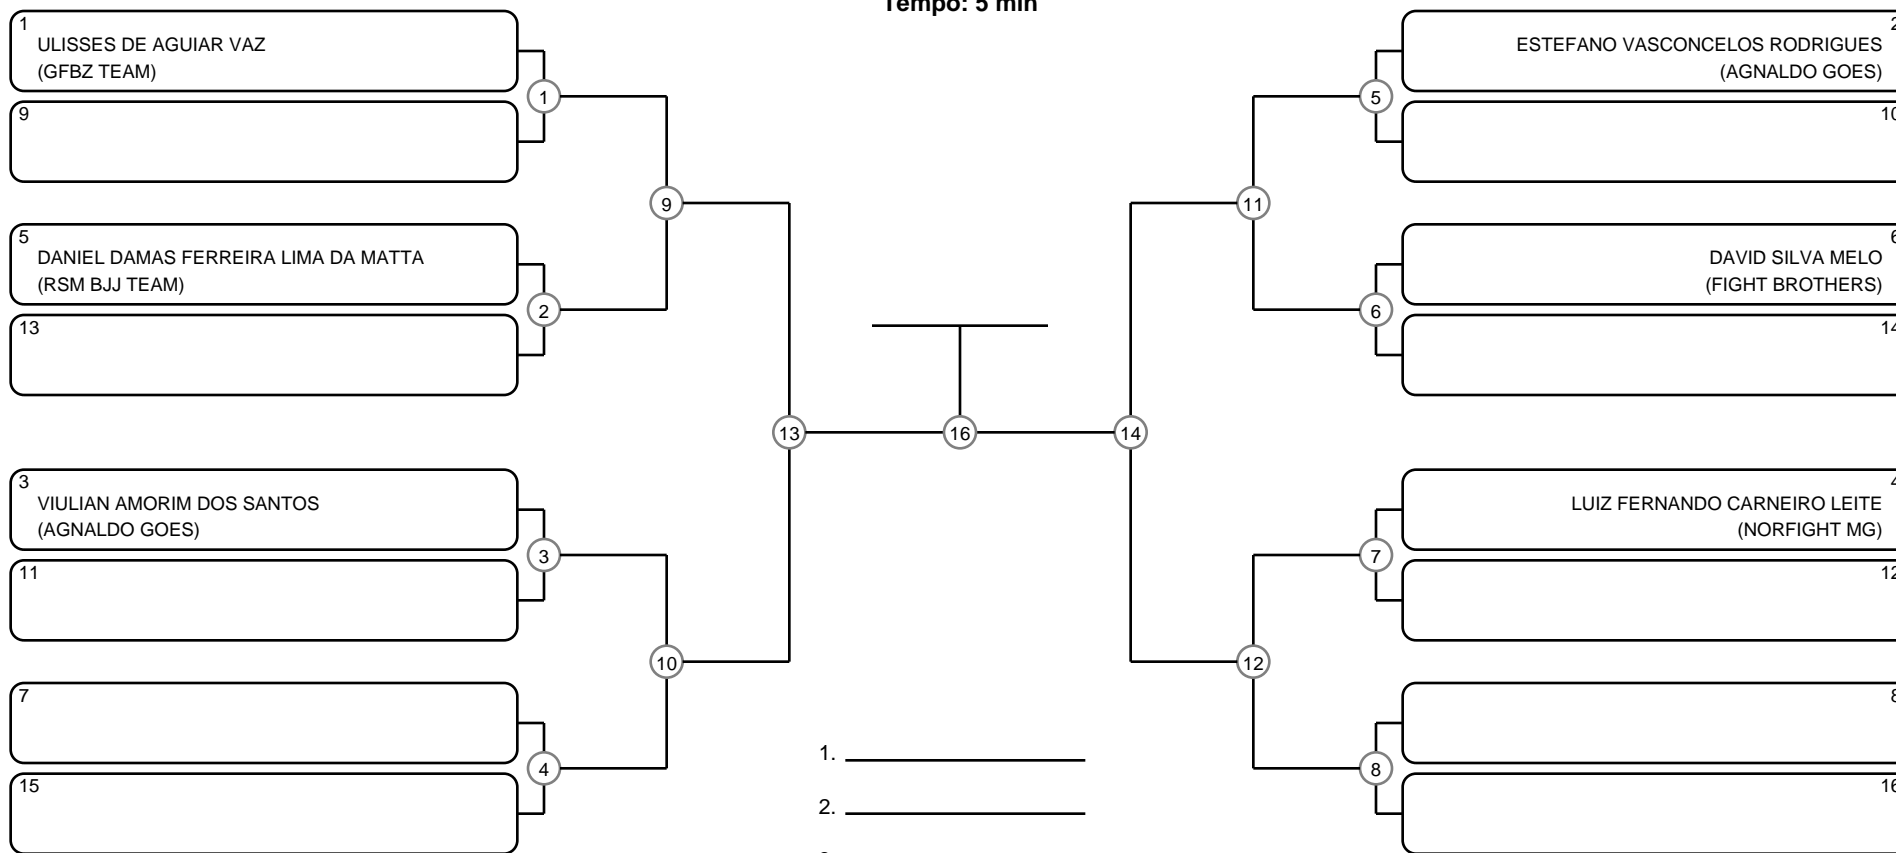 Tempo: 5 min
1
ULISSES DE AGUIAR VAZ
(GFBZ TEAM)
9
1
5
DANIEL DAMAS FERREIRA LIMA DA MATTA
(RSM BJJ TEAM)
13
2
9
3
VIULIAN AMORIM DOS SANTOS
(AGNALDO GOES)
11
3
7
15
4
10
13
16
14
2
ESTEFANO VASCONCELOS RODRIGUES
(AGNALDO GOES)
10
5
6
DAVID SILVA MELO
(FIGHT BROTHERS)
14
6
11
4
LUIZ FERNANDO CARNEIRO LEITE
(NORFIGHT MG)
12
7
8
16
8
12
1.
2.